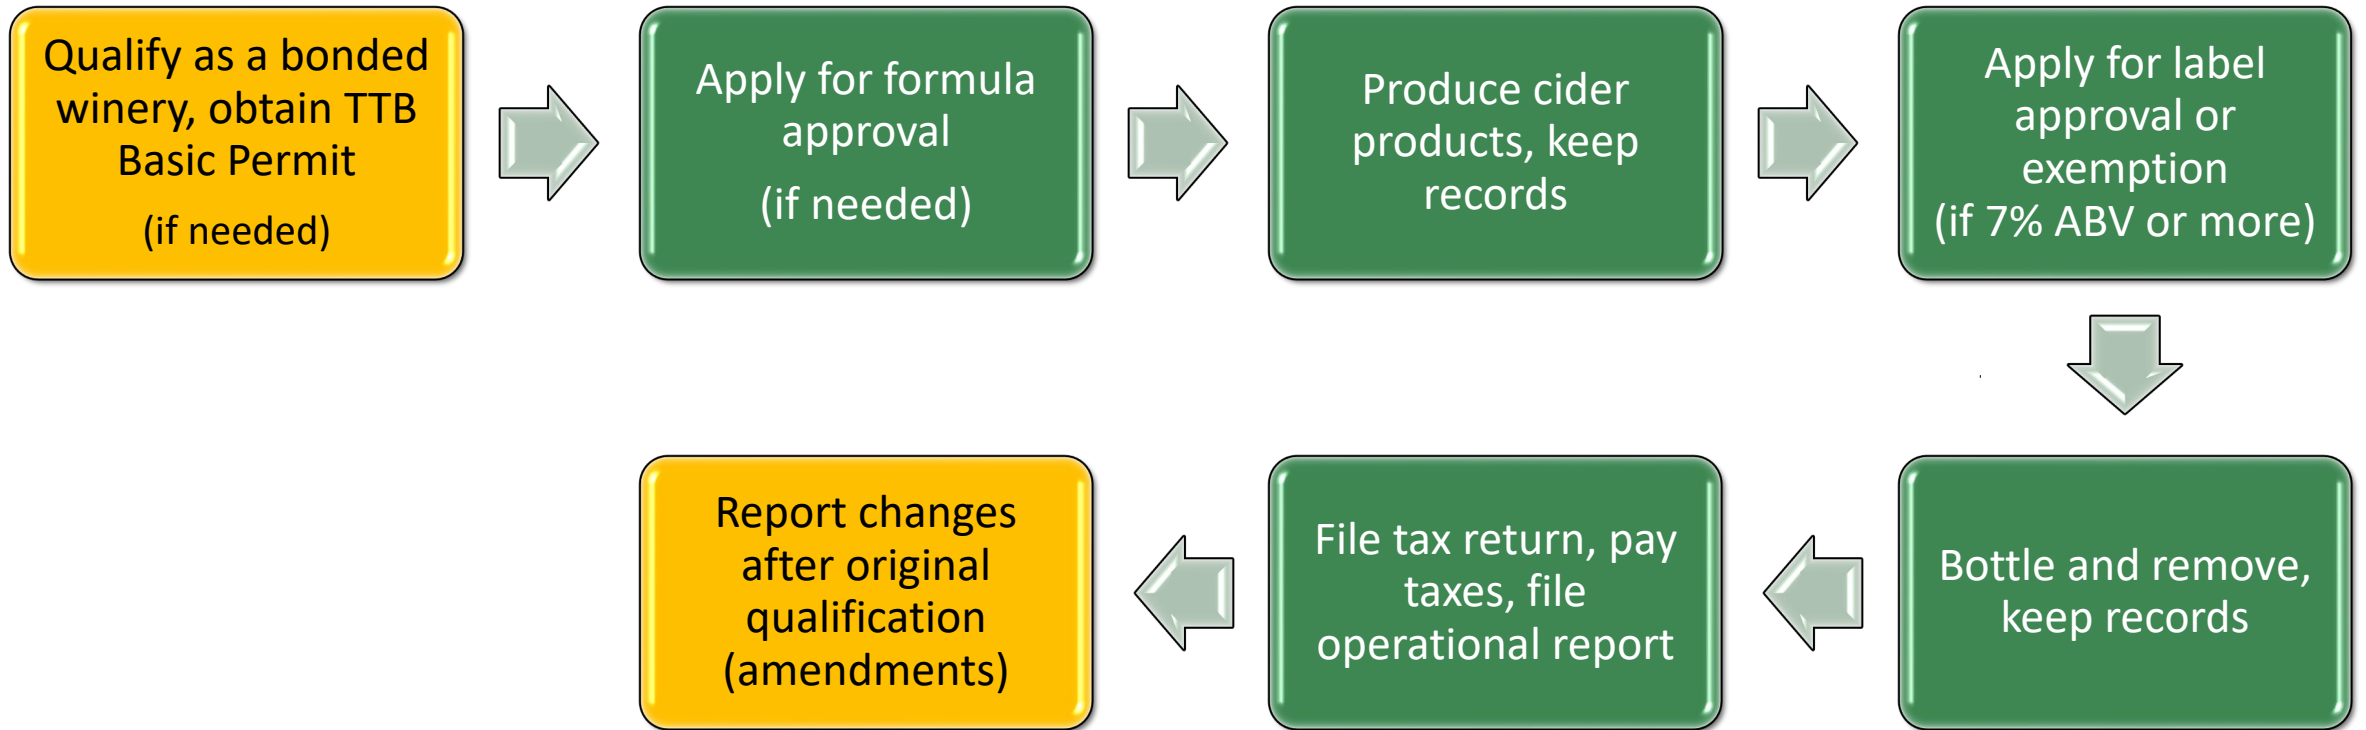 Qualify as a bonded
winery, obtain TTB
Basic Permit
(if needed)
Apply for formula
approval
(if needed)
Produce cider
products, keep
records
Apply for label
approval or
exemption
(if 7% ABV or more)
Bottle and remove,
keep records
File tax return, pay
taxes, file
operational report
Report changes
after original
qualification
(amendments)